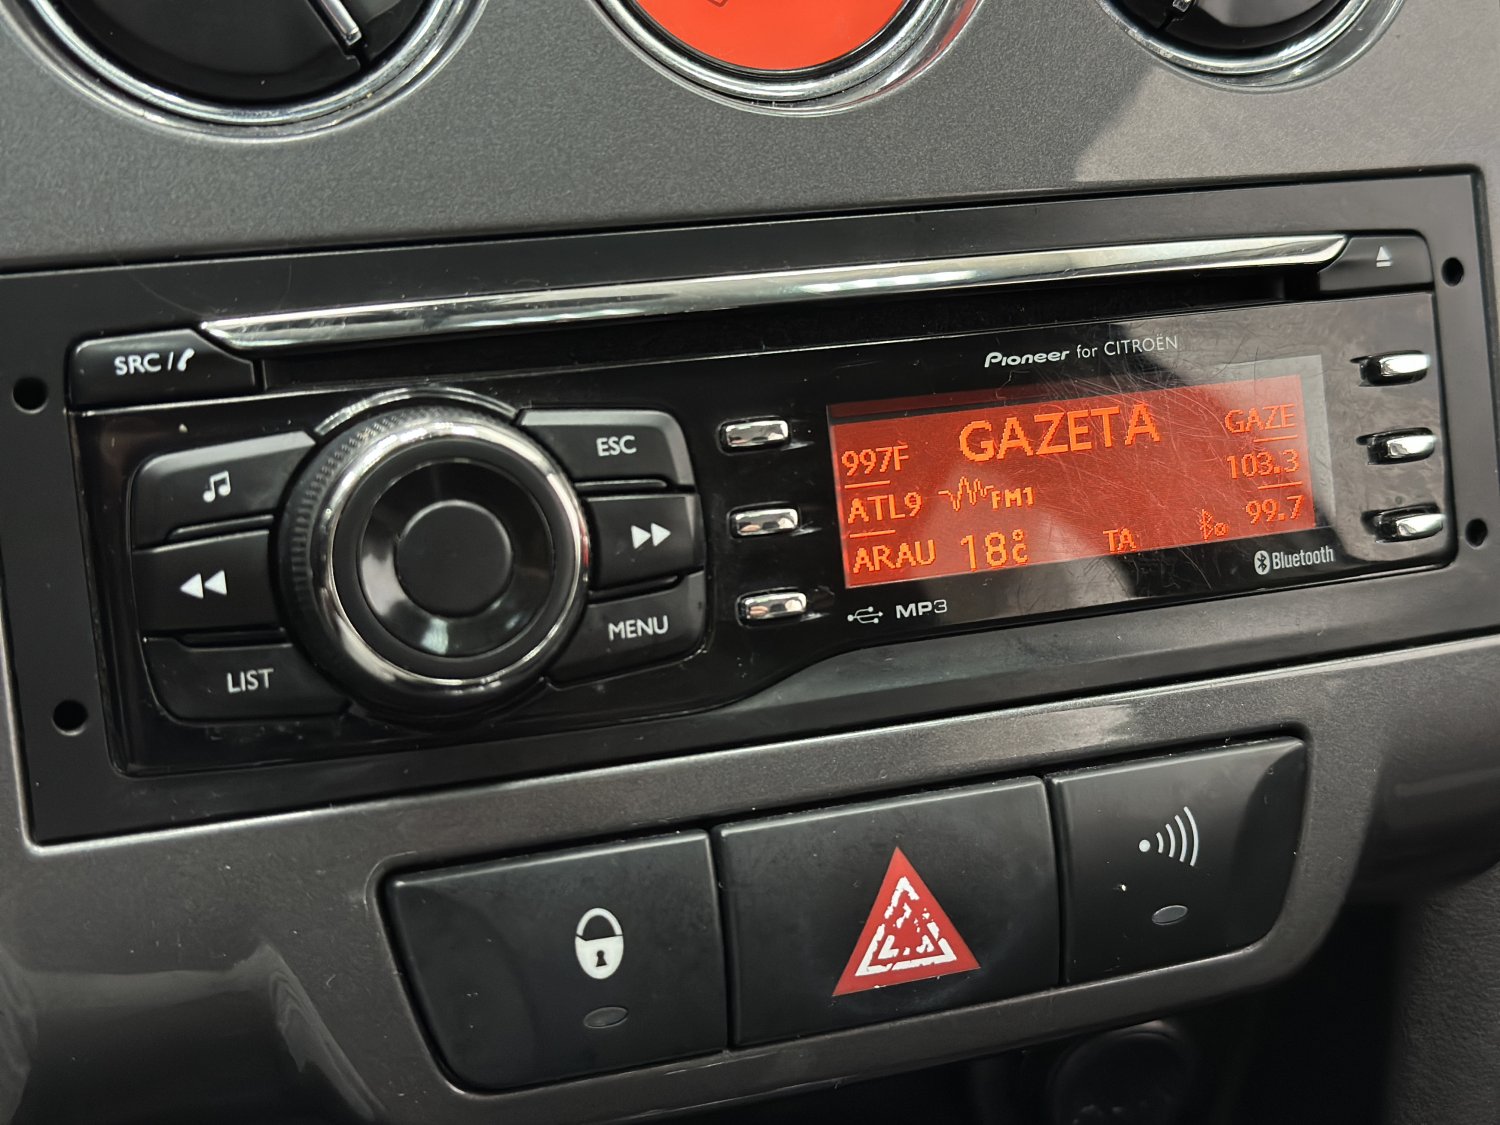 Pioneer for CITROËN
SRC /
ESC
MENU
LIST
GAZETA
997F
ATL9
ARAU
FM1
18°C
TA
GAZE
103.3
99.7
MP3
Bluetooth